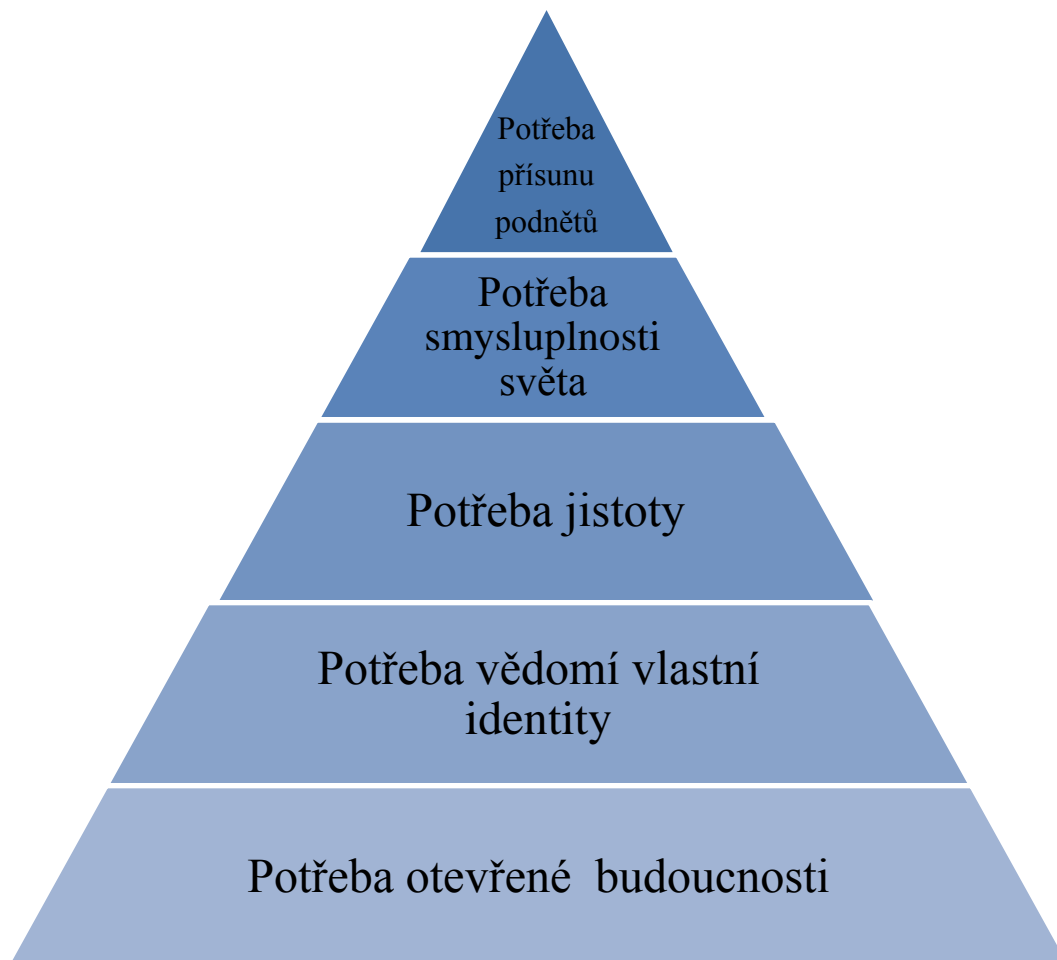 Potřeba
přísunu
podnětů
Potřeba
smysluplnosti
světa
Potřeba jistoty
Potřeba vědomí vlastní
identity
Potřeba otevřené  budoucnosti